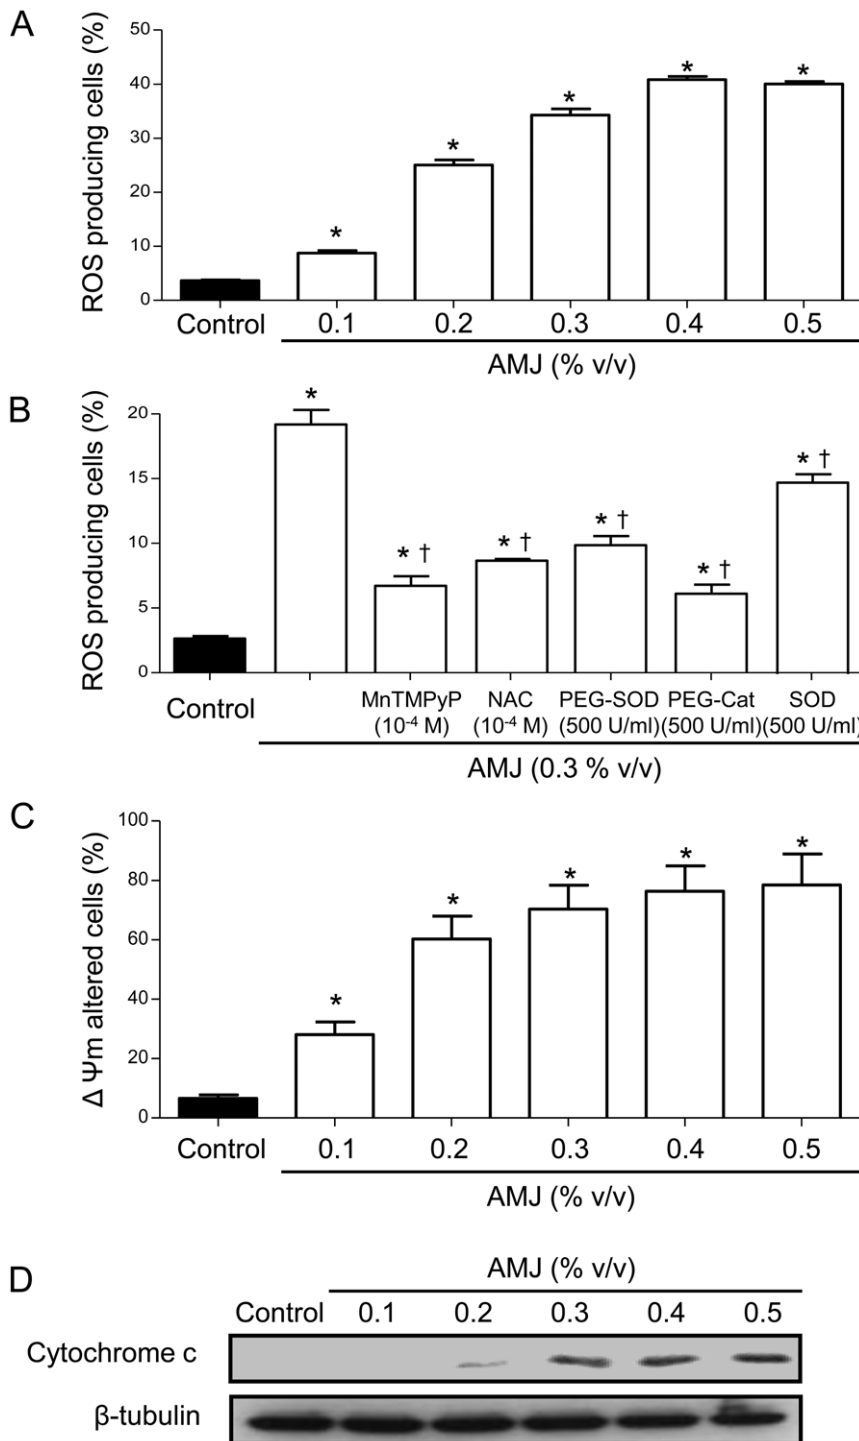 A
ROS producing cells (%)
50
40
30
20
10
0
* * * * *
Control 0.1 0.2 0.3 0.4 0.5
AMJ (% v/v)
B
ROS producing cells (%)
20
15
10
5
0
* * † * † * † * † * †
MnTMPyP NAC PEG-SOD PEG-Cat SOD
Control (10⁻⁴ M) (10⁻⁴ M) (500 U/ml) (500 U/ml) (500 U/ml)
AMJ (0.3 % v/v)
C
Δ Ψm altered cells (%)
100
80
60
40
20
0
* * * * *
Control 0.1 0.2 0.3 0.4 0.5
AMJ (% v/v)
D
AMJ (% v/v)
Control 0.1 0.2 0.3 0.4 0.5
Cytochrome c
β-tubulin